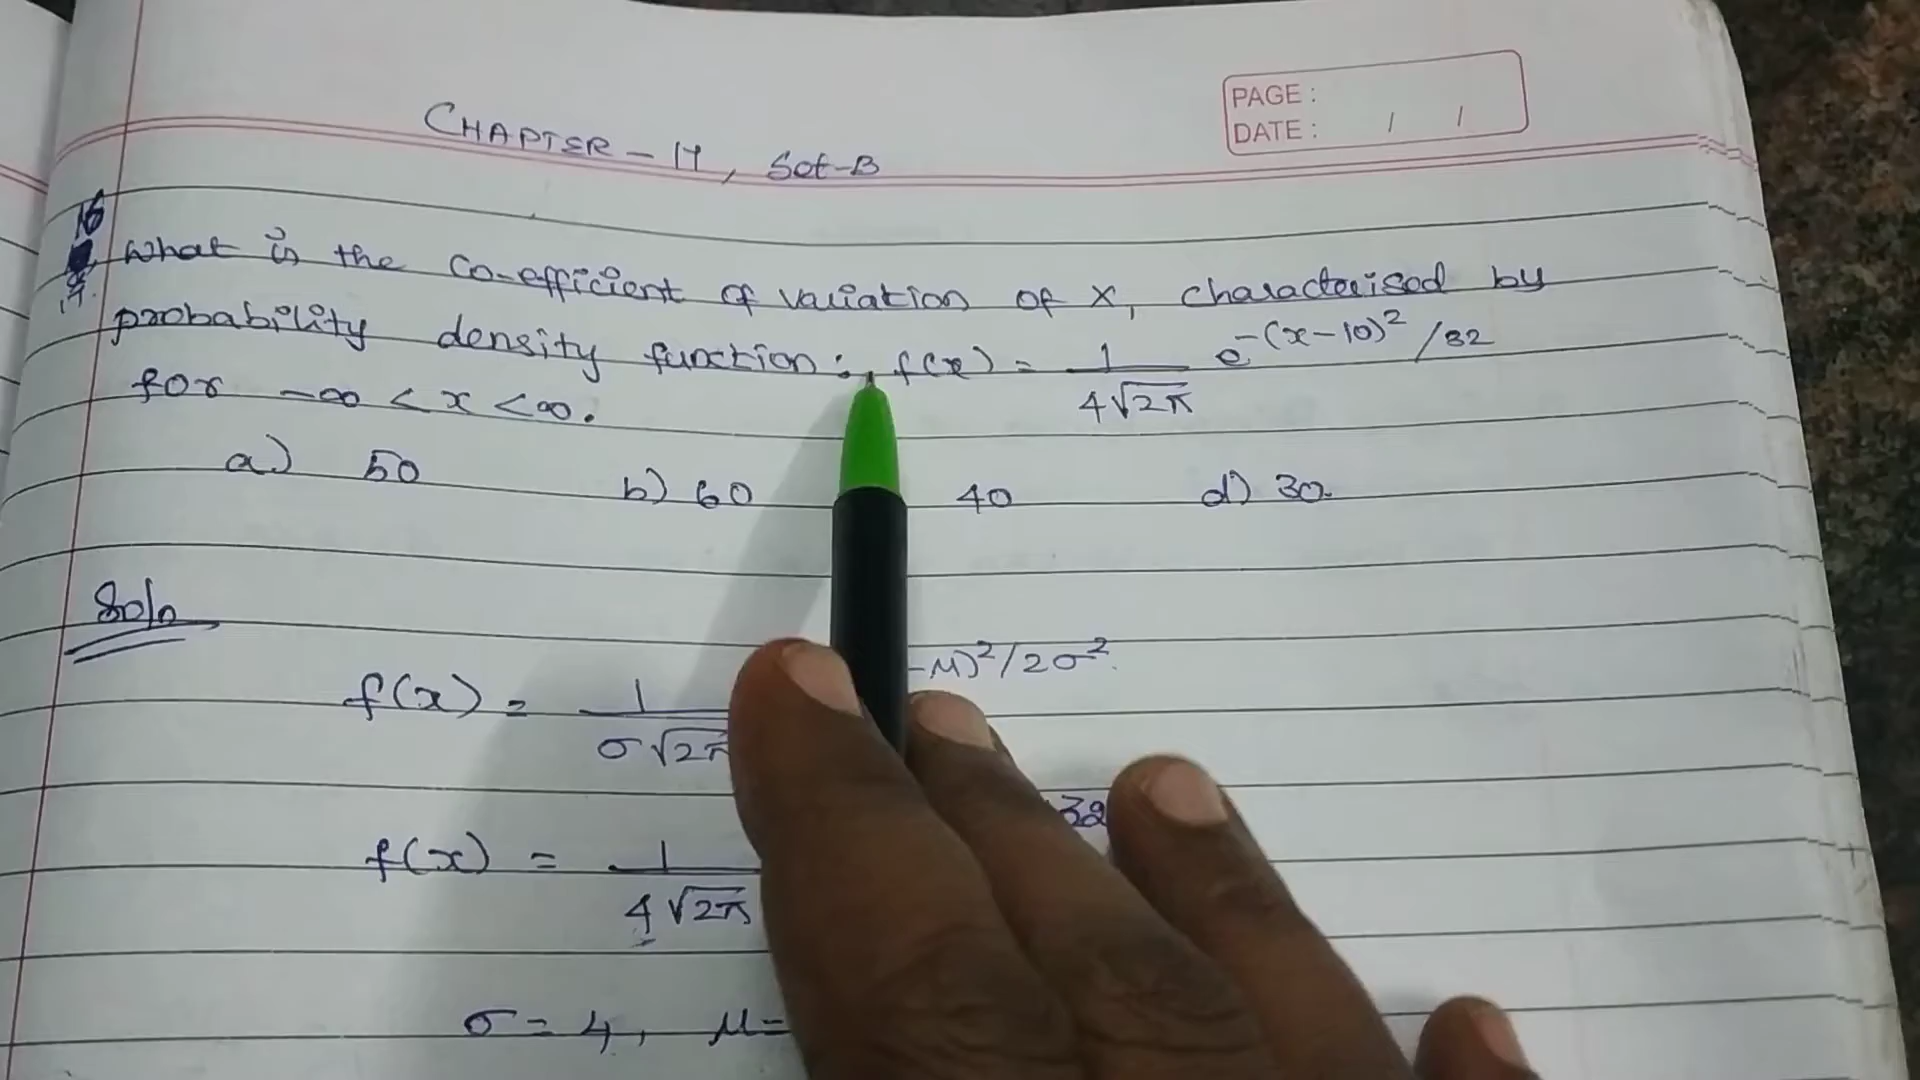 PAGE :
DATE : / /
CHAPTER - 17, Set-B
16
What is the co-efficient of variation of x, characterised by
probability density function : f(x) = 1/4√2π e^-(x-10)²/32
for -∞ < x < ∞.
a) 50 b) 60 40 d) 30.
Soln
f(x) = 1/σ√2π -μ)²/2σ²
f(x) = 1/4√2π 32
σ = 4, μ=